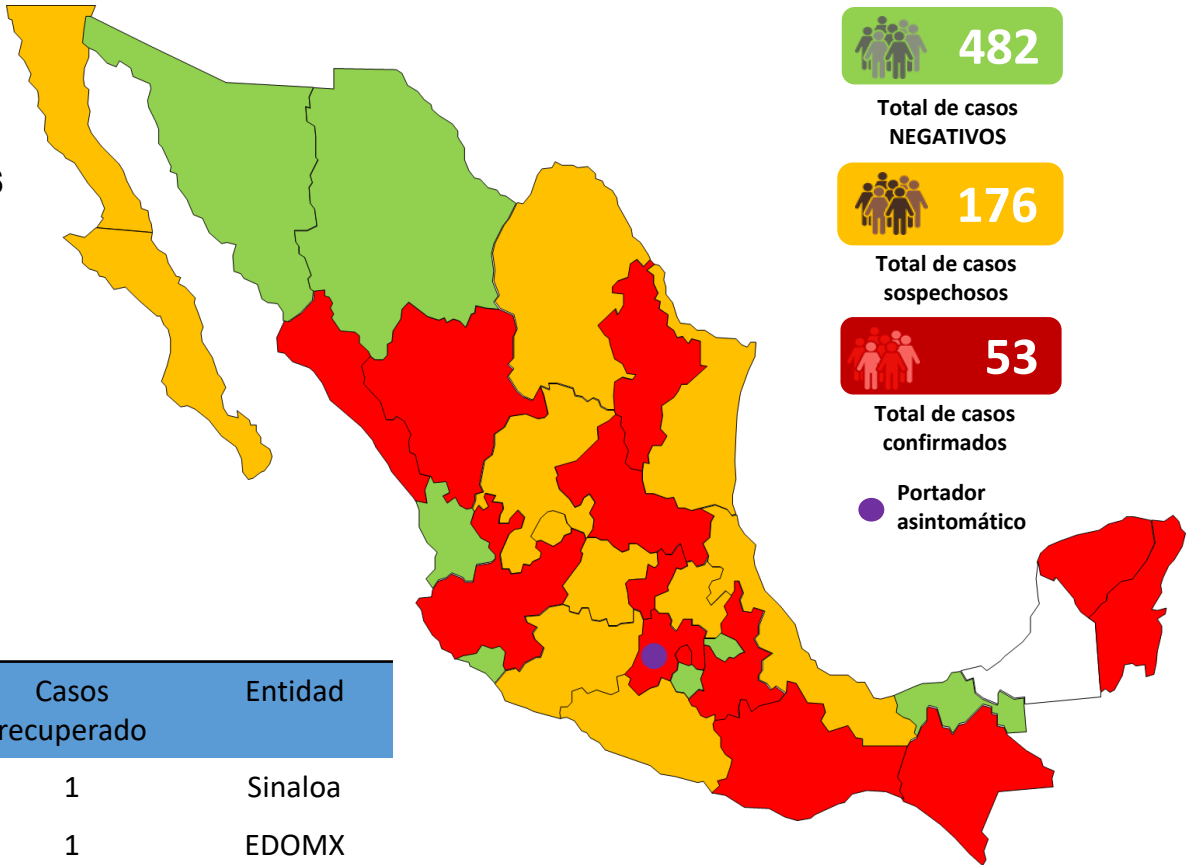 482
Total de casos
NEGATIVOS
s
176
Total de casos
sospechosos
53
Total de casos
confirmados
Portador
asintomático
Casos Entidad
recuperado
1 Sinaloa
1 EDOMX